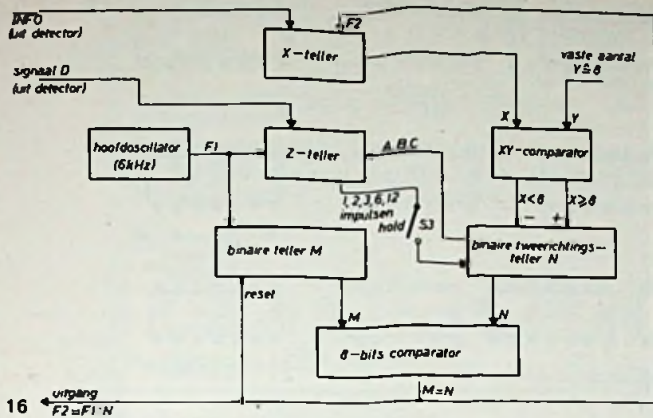 INFO
(uit detector)
F2
X-teller
signaal D
(uit detector)
vaste aantal
Y≙8
X
Y
hoofdoscillator
(6kHz)
F1
Z-teller
A,B,C
XY-comparator
1,2,3,6,12
impulsen
hold
S3
X<8
X≥8
- +
binaire teller M
binaire tweerichtings-
teller N
reset
M
N
8-bits comparator
16
uitgang
F2=F1:N
M=N